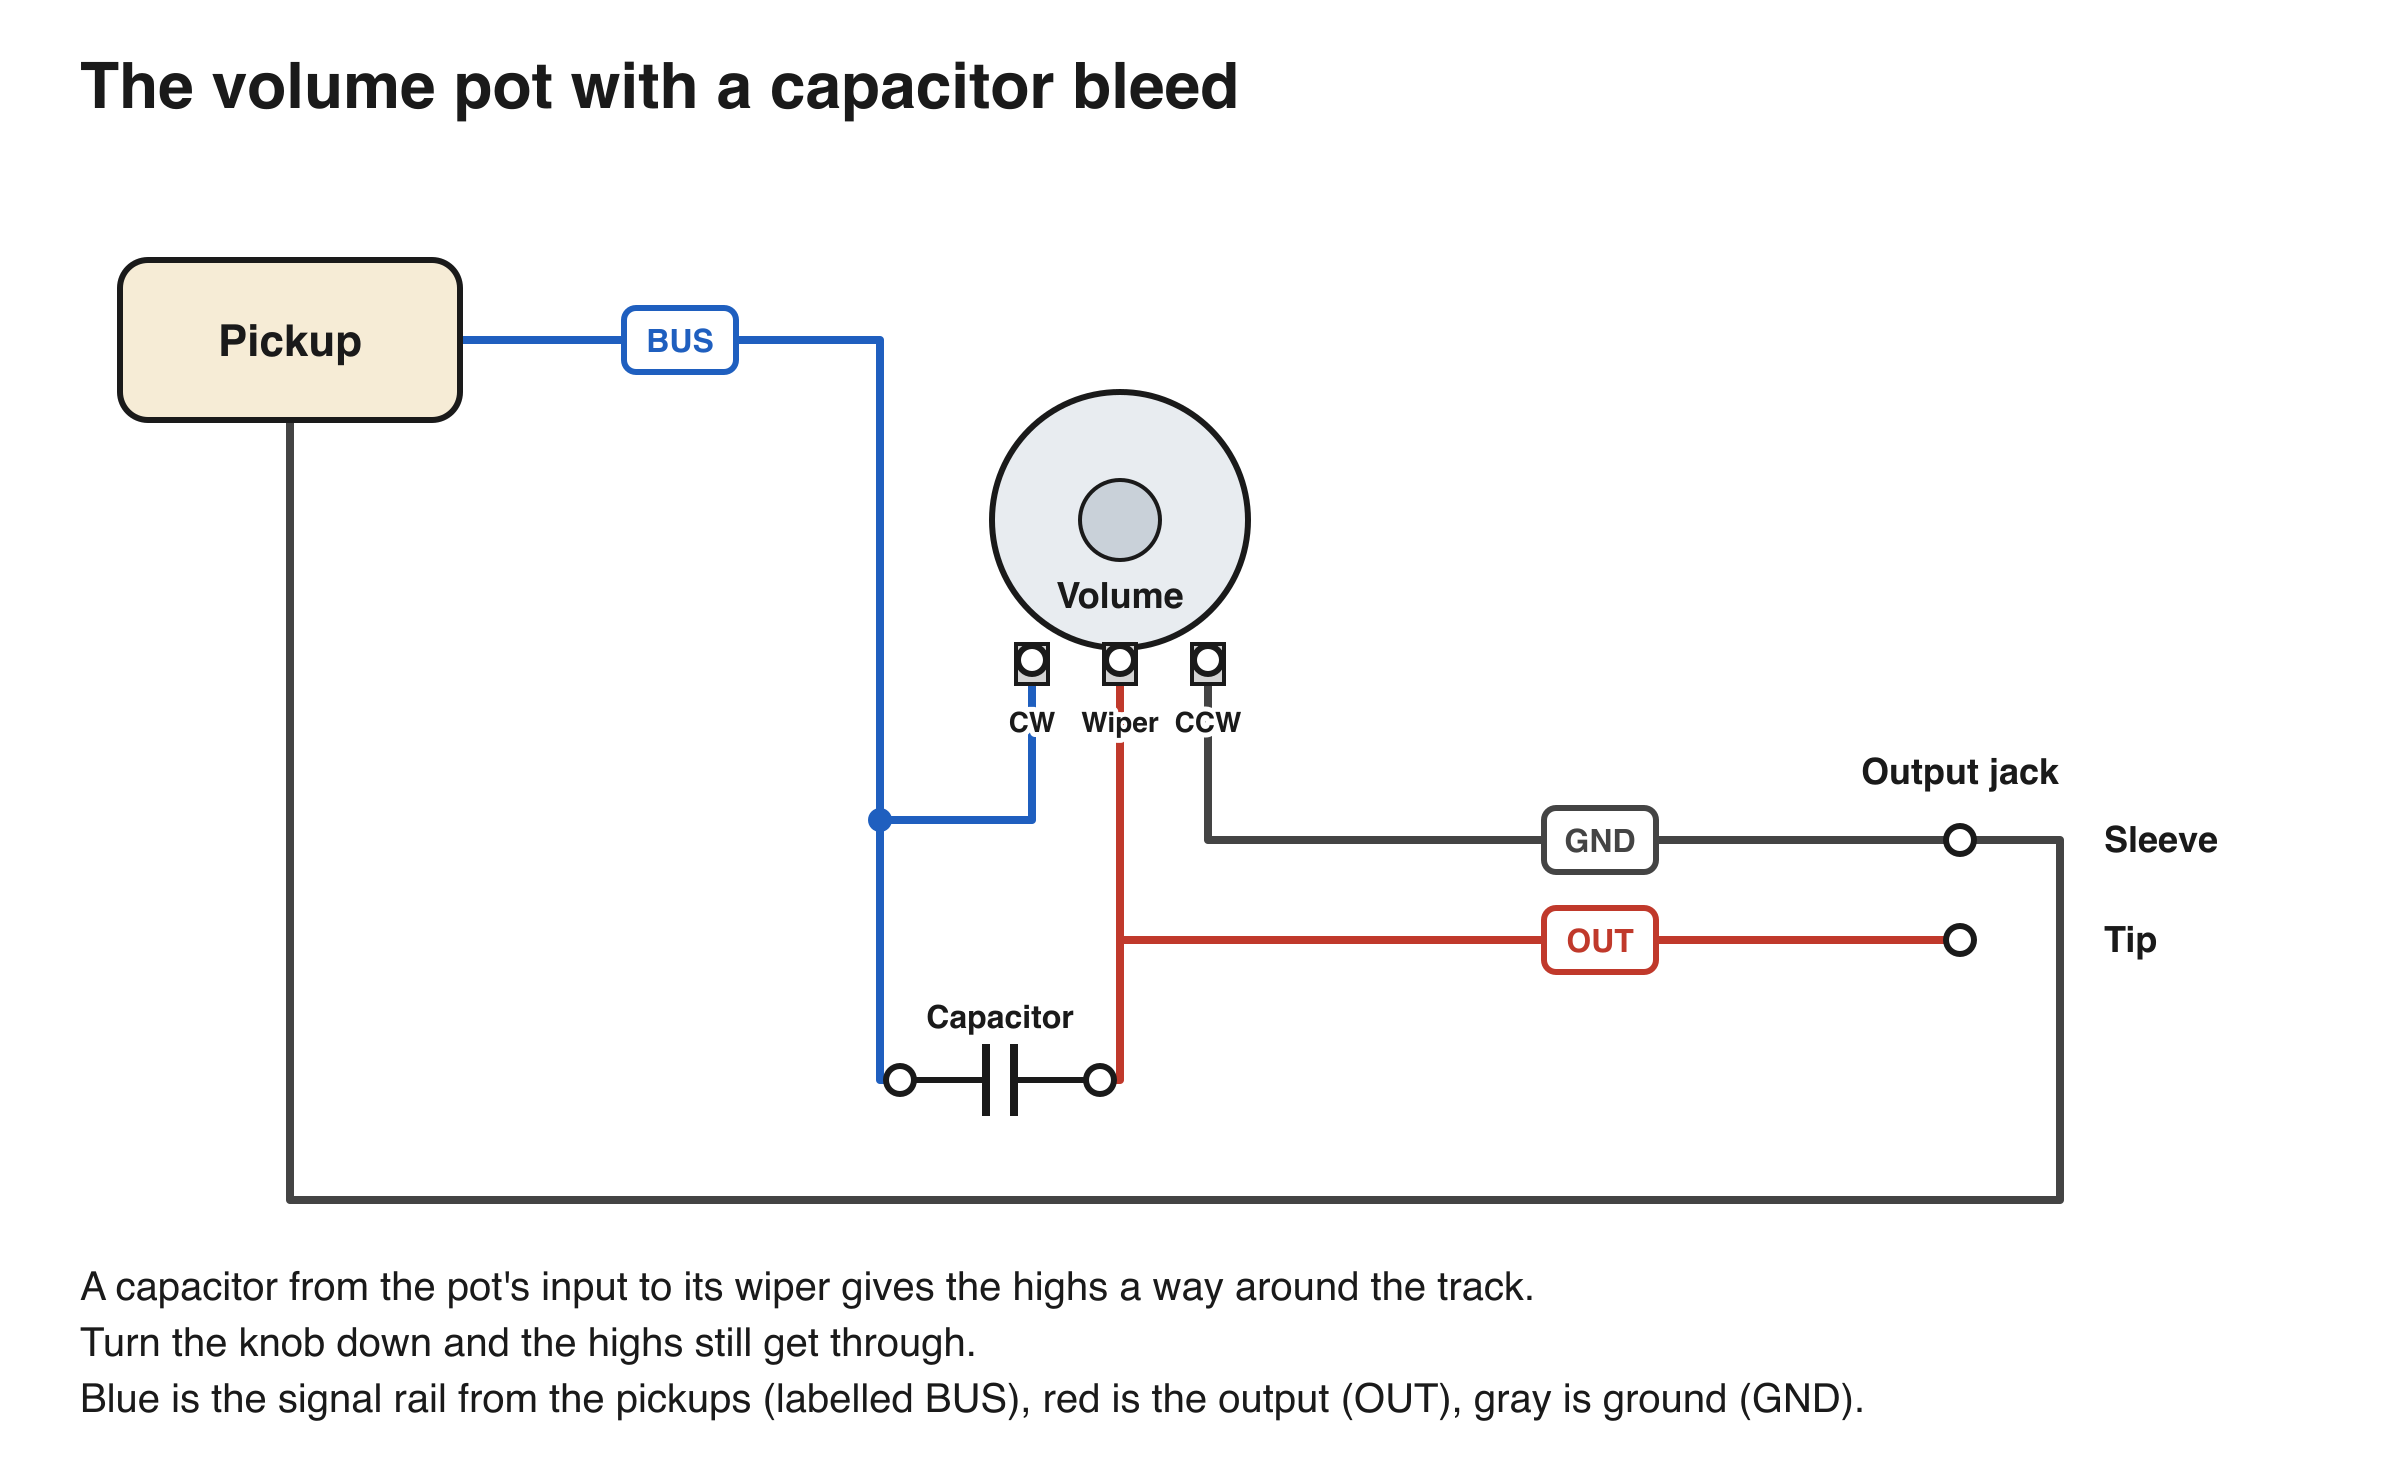 The volume pot with a capacitor bleed
Pickup
BUS
Volume
CW Wiper CCW
Output jack
GND
Sleeve
OUT
Tip
Capacitor
A capacitor from the pot's input to its wiper gives the highs a way around the track.
Turn the knob down and the highs still get through.
Blue is the signal rail from the pickups (labelled BUS), red is the output (OUT), gray is ground (GND).